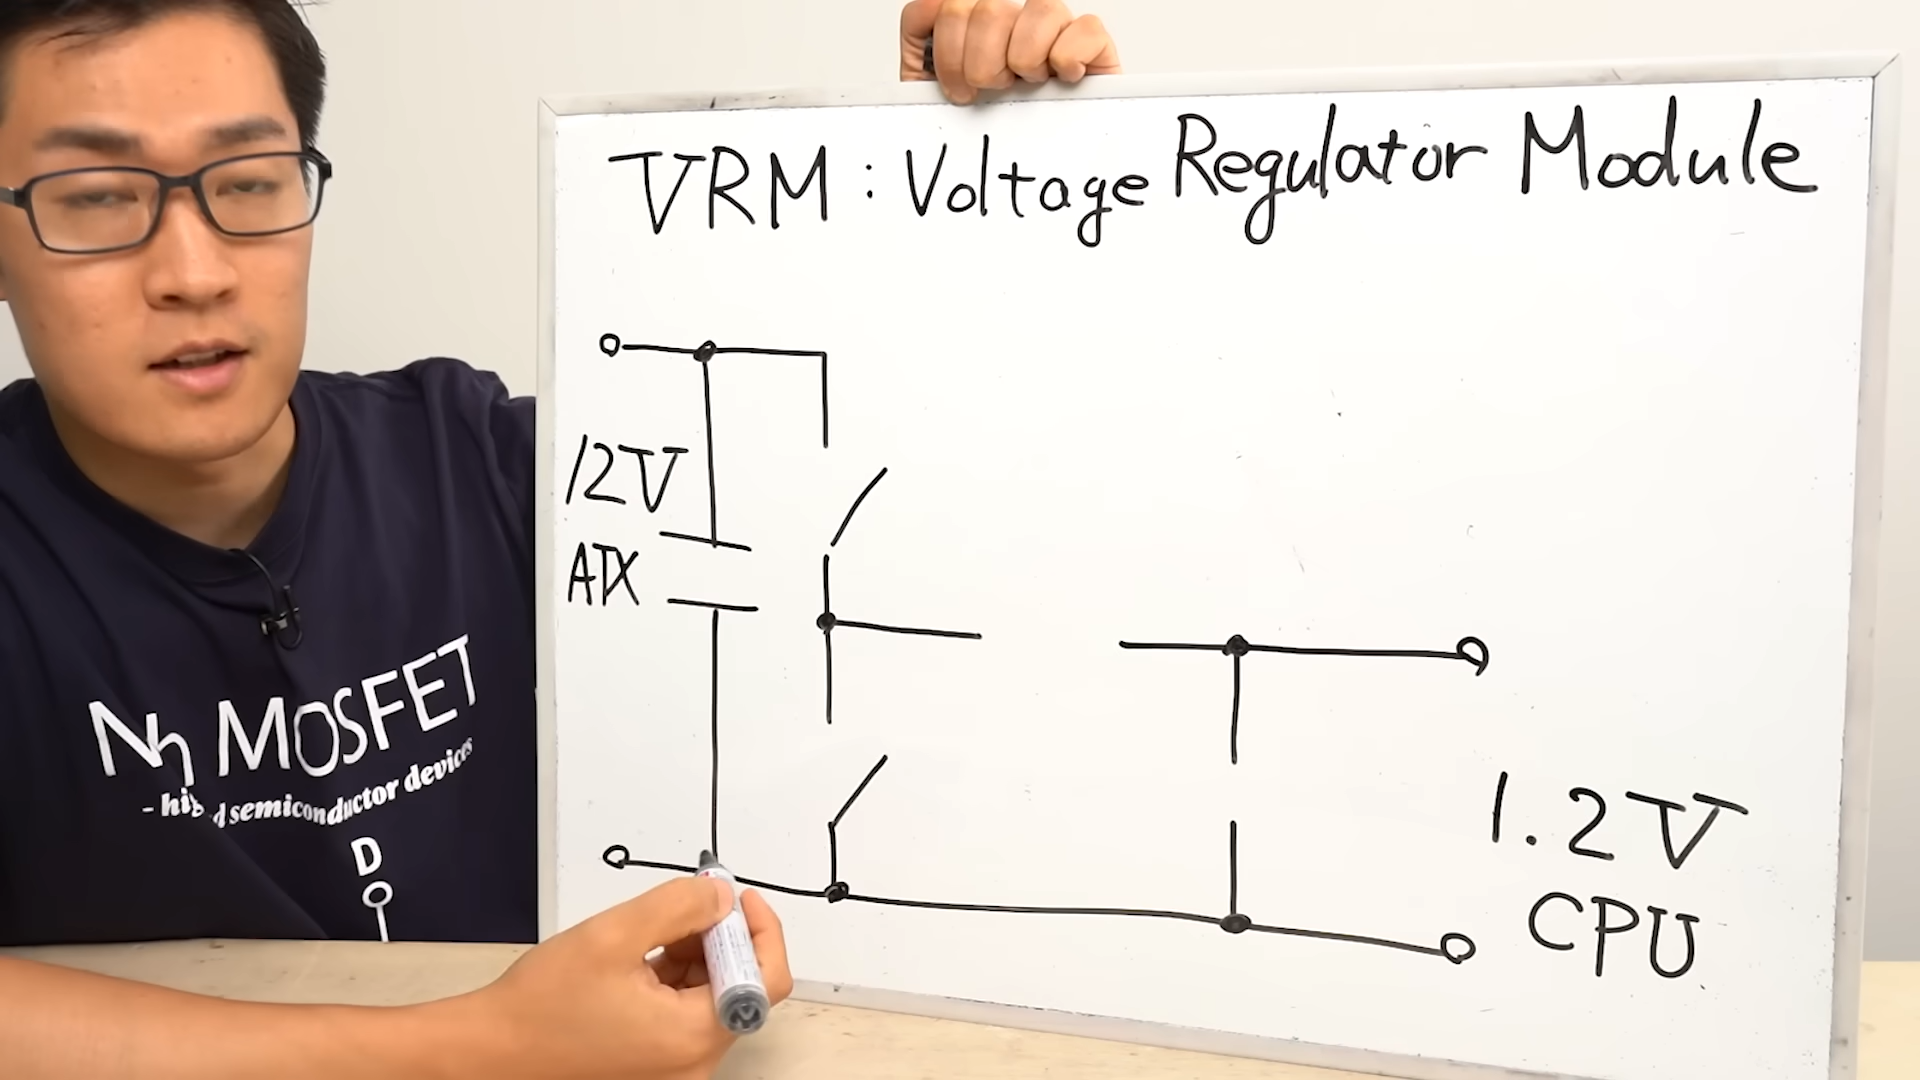 VRM : Voltage Regulator Module
12V
ATX
1.2V
CPU
MOSFET
semiconductor devices
D